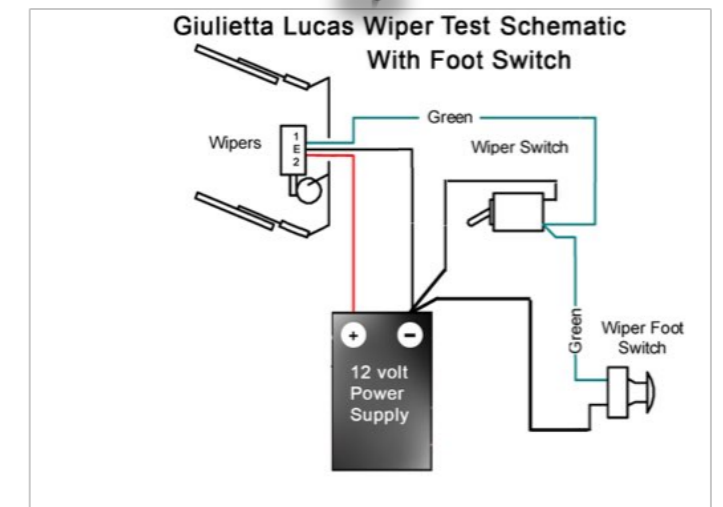 Giulietta Lucas Wiper Test Schematic
With Foot Switch
Green
Wipers
1
E
2
Wiper Switch
Green
Wiper Foot
Switch
+
−
12 volt
Power
Supply